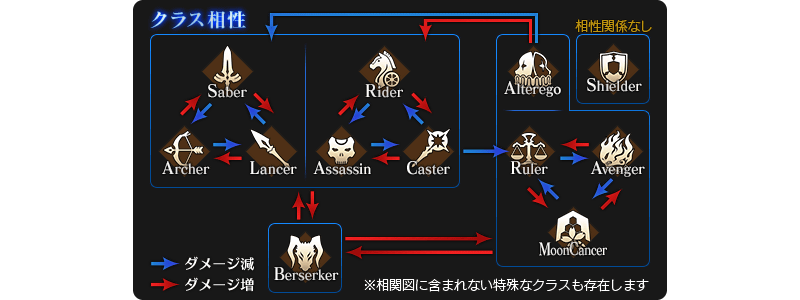 クラス相性
相性関係なし
Saber
Rider
Alterego
Shielder
Archer
Lancer
Assassin
Caster
Ruler
Avenger
MoonCancer
Berserker
ダメージ減
ダメージ増
※相関図に含まれない特殊なクラスも存在します